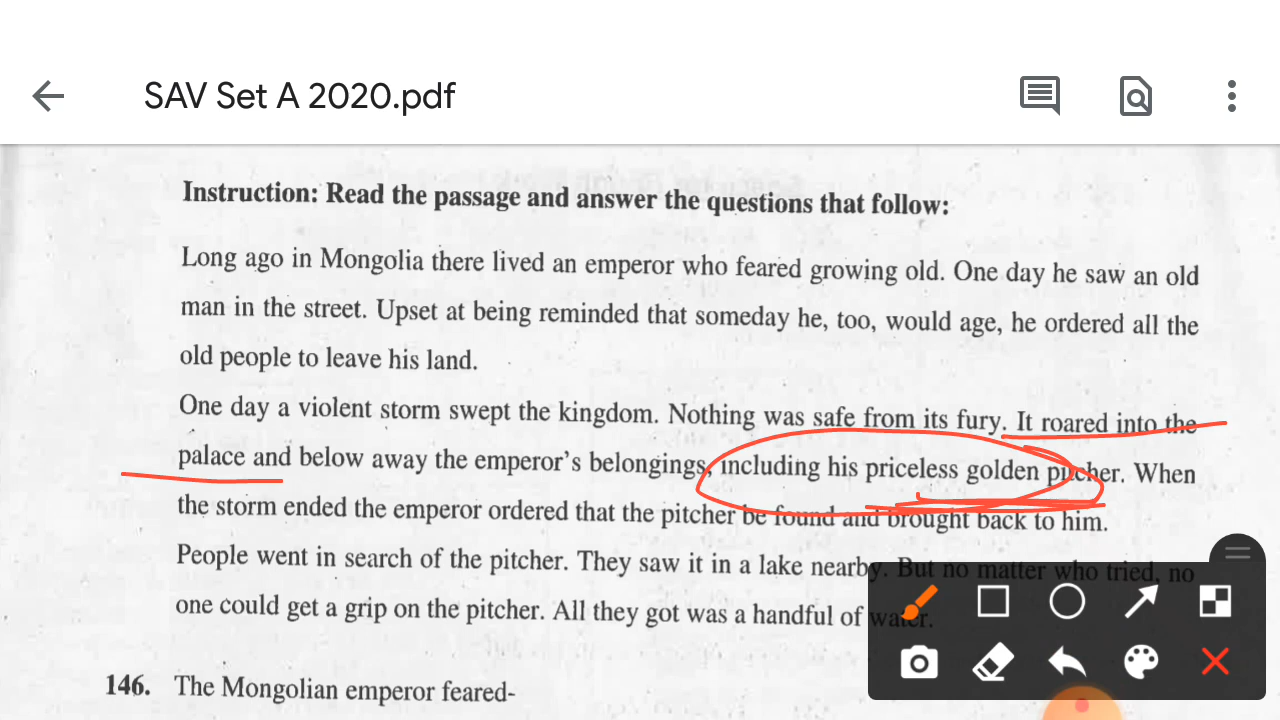 SAV Set A 2020.pdf
Instruction: Read the passage and answer the questions that follow:
Long ago in Mongolia there lived an emperor who feared growing old. One day he saw an old
man in the street. Upset at being reminded that someday he, too, would age, he ordered all the
old people to leave his land.
One day a violent storm swept the kingdom. Nothing was safe from its fury. It roared into the
palace and below away the emperor's belongings, including his priceless golden pitcher. When
the storm ended the emperor ordered that the pitcher be found and brought back to him.
People went in search of the pitcher. They saw it in a lake nearby. But no matter who tried, no
one could get a grip on the pitcher. All they got was a handful of water.
146. The Mongolian emperor feared-